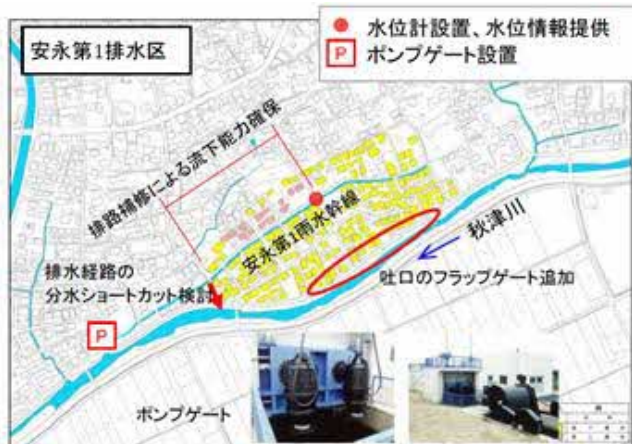 安永第1排水区
水位計設置、水位情報提供
P ポンプゲート設置
排路補修による流下能力確保
安永第1雨水幹線
秋津川
吐口のフラップゲート追加
排水経路の
分水ショートカット検討
P
ポンプゲート